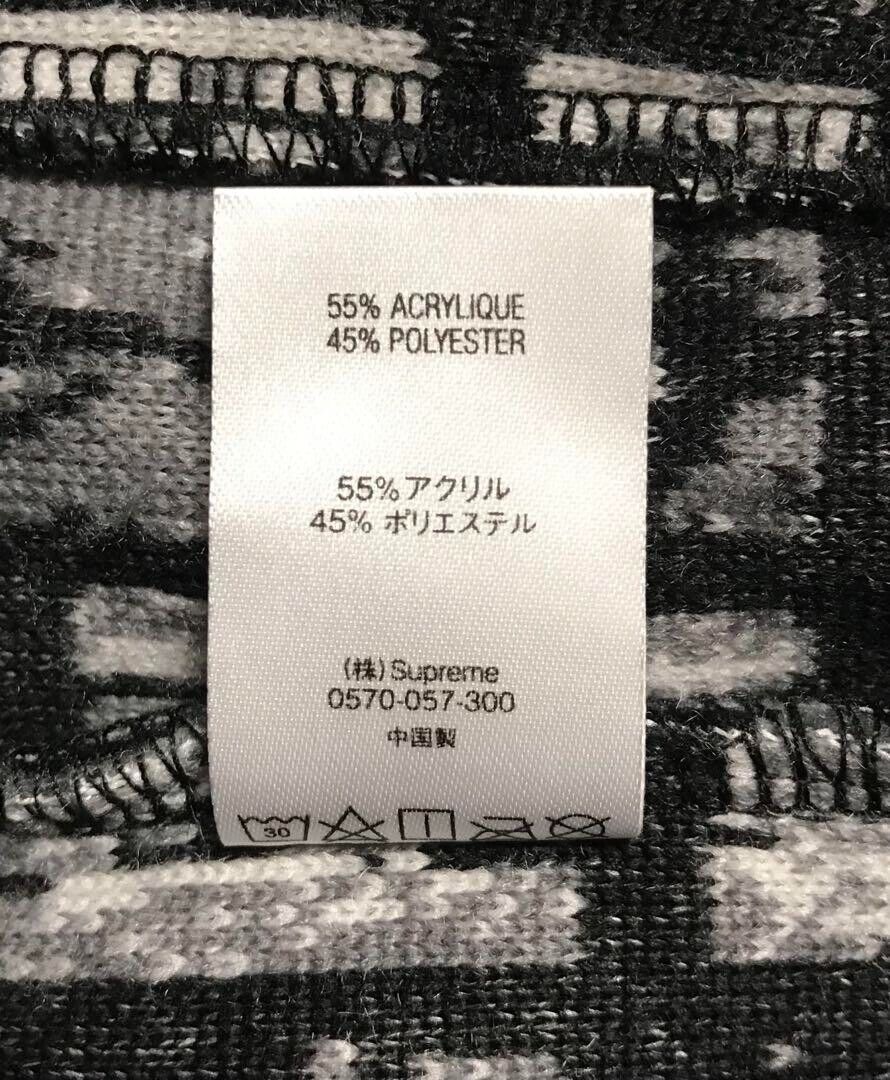 55% ACRYLIQUE
45% POLYESTER
55%アクリル
45% ポリエステル
(株)Supreme
0570-057-300
中国製
30